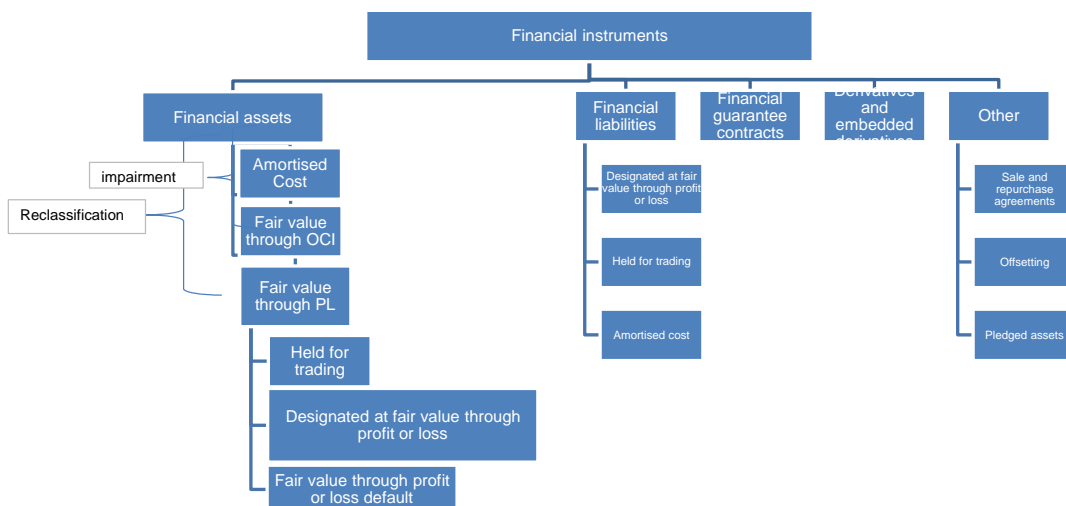 Financial instruments
Financial assets
Financial
liabilities
Financial
guarantee
contracts
Derivatives
and
embedded
derivatives
Other
impairment
Reclassification
Amortised
Cost
Fair value
through OCI
Fair value
through PL
Held for
trading
Designated at fair value through
profit or loss
Fair value through profit
or loss default
Designated at fair
value through profit
or loss
Held for trading
Amortised cost
Sale and
repurchase
agreements
Offsetting
Pledged assets